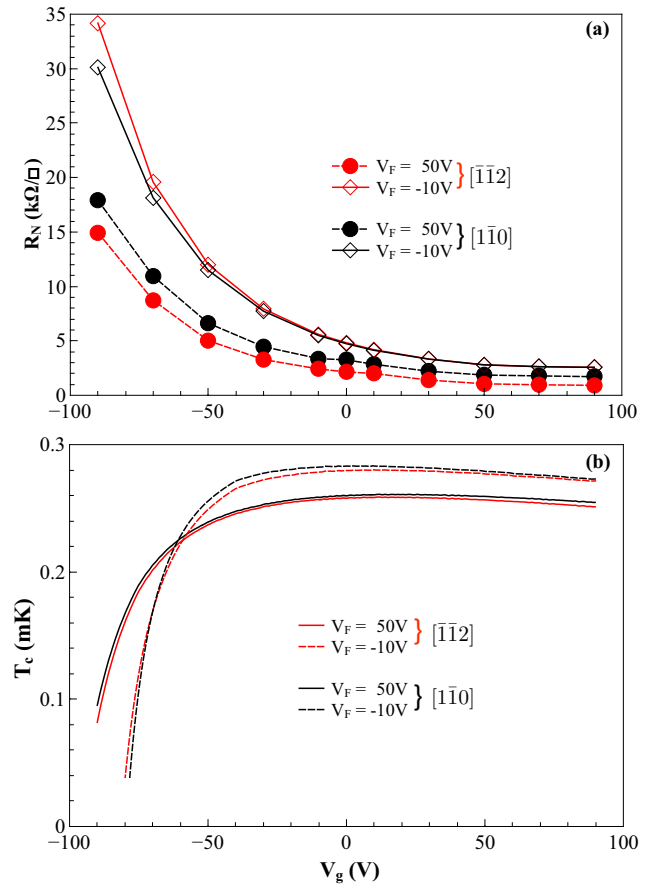 (a)
35
30
25
20
15
10
5
0
R_N (kΩ/□)
V_F = 50V
V_F = -10V
} [1̄1̄2]
V_F = 50V
V_F = -10V
} [11̄0]
−100 −50 0 50 100
(b)
0.3
0.2
0.1
0
T_c (mK)
V_F = 50V
V_F = -10V
} [1̄1̄2]
V_F = 50V
V_F = -10V
} [11̄0]
−100 −50 0 50 100
V_g (V)